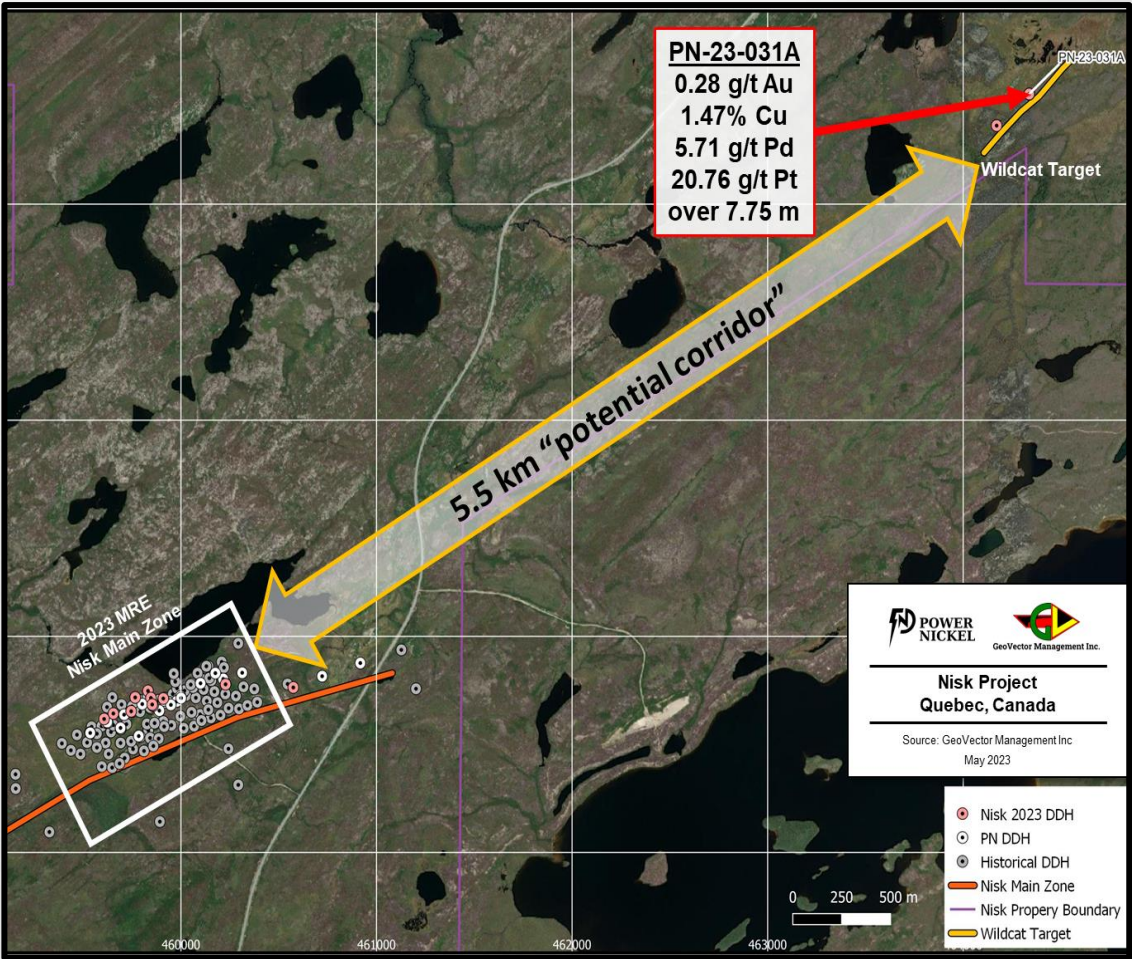 PN-23-031A
0.28 g/t Au
1.47% Cu
5.71 g/t Pd
20.76 g/t Pt
over 7.75 m
PN-23-031A
Wildcat Target
5.5 km “potential corridor”
2023 MRE
Nisk Main Zone
POWER
NICKEL
GeoVector Management Inc.
Nisk Project
Quebec, Canada
Source: GeoVector Management Inc
May 2023
Nisk 2023 DDH
PN DDH
Historical DDH
Nisk Main Zone
Nisk Propery Boundary
Wildcat Target
0 250 500 m
460000 461000 462000 463000